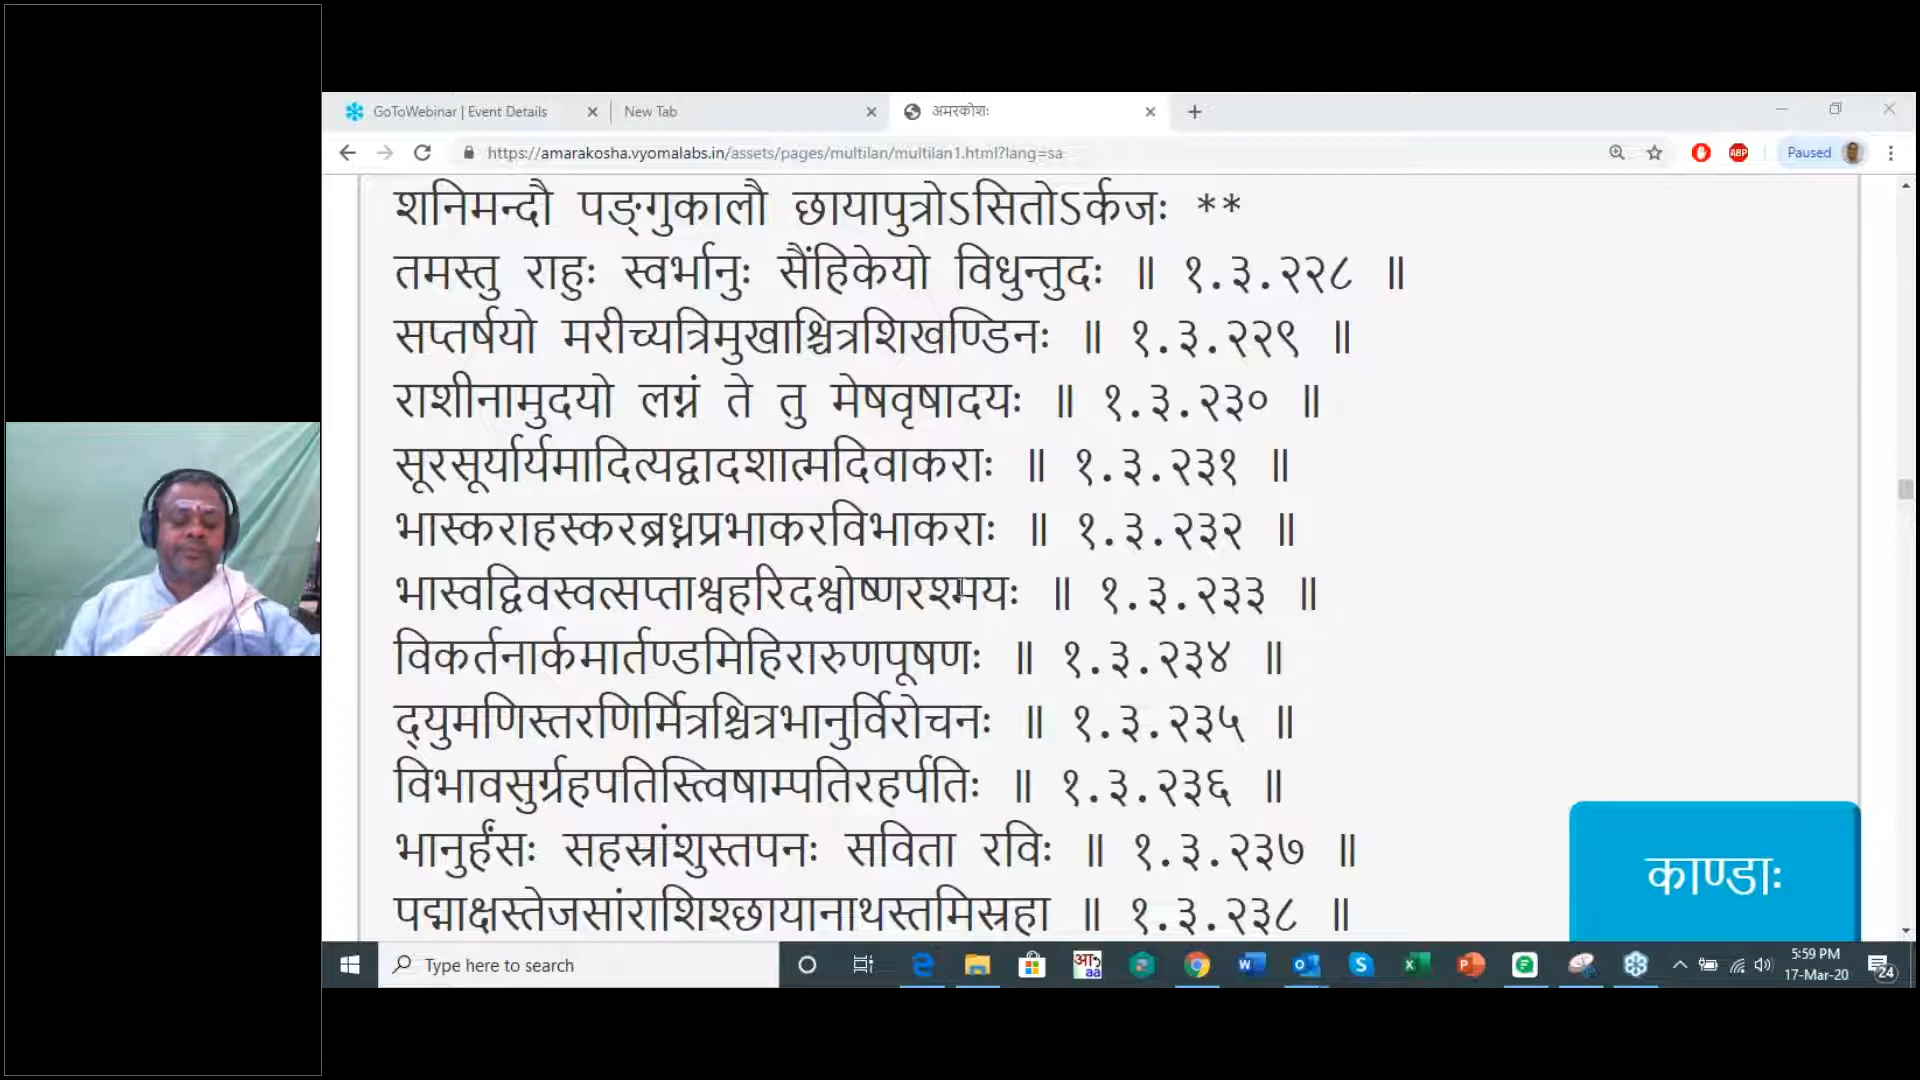 GoToWebinar | Event Details
New Tab
अमरकोशः
https://amarakosha.vyomalabs.in/assets/pages/multilan/multilan1.html?lang=sa
ABP
Paused
शनिमन्दौ पङ्गुकालौ छायापुत्रोऽसितोऽर्कजः **
तमस्तु राहुः स्वर्भानुः सैंहिकेयो विधुन्तुदः ॥ १.३.२२८ ॥
सप्तर्षयो मरीच्यत्रिमुखाश्चित्रशिखण्डिनः ॥ १.३.२२९ ॥
राशीनामुदयो लग्नं ते तु मेषवृषादयः ॥ १.३.२३० ॥
सूरसूर्यार्यमादित्यद्वादशात्मदिवाकराः ॥ १.३.२३१ ॥
भास्कराहस्करब्रध्नप्रभाकरविभाकराः ॥ १.३.२३२ ॥
भास्वद्विवस्वत्सप्ताश्वहरिदश्वोष्णरश्मयः ॥ १.३.२३३ ॥
विकर्तनार्कमार्तण्डमिहिरारुणपूषणः ॥ १.३.२३४ ॥
द्युमणिस्तरणिर्मित्रश्चित्रभानुर्विरोचनः ॥ १.३.२३५ ॥
विभावसुर्ग्रहपतिस्त्विषाम्पतिरहर्पतिः ॥ १.३.२३६ ॥
भानुर्हंसः सहस्रांशुस्तपनः सविता रविः ॥ १.३.२३७ ॥
पद्माक्षस्तेजसांराशिश्छायानाथस्तमिस्रहा ॥ १.३.२३८ ॥
काण्डाः
Type here to search
5:59 PM
17-Mar-20
24